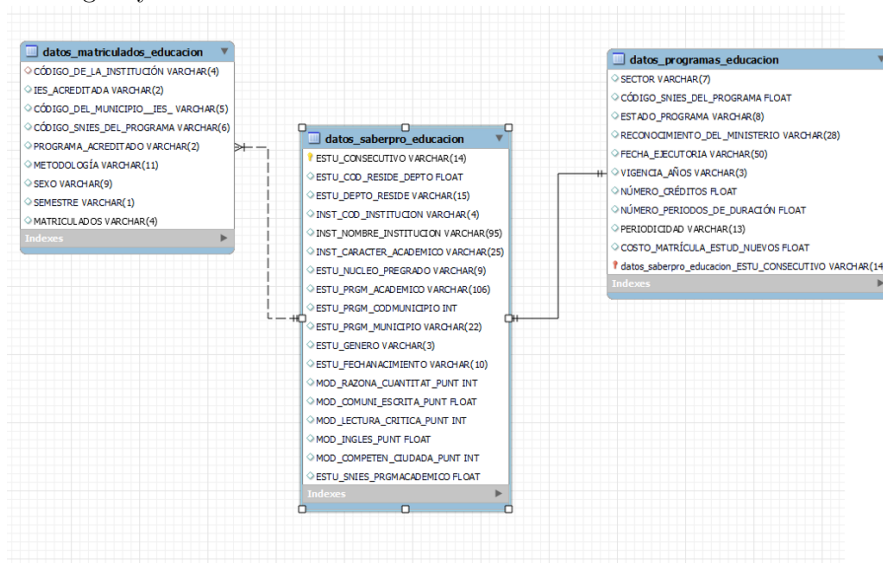 datos_matriculados_educacion
CÓDIGO_DE_LA_INSTITUCIÓN VARCHAR(4)
IES_ACREDITADA VARCHAR(2)
CÓDIGO_DEL_MUNICIPIO__IES_ VARCHAR(5)
CÓDIGO_SNIES_DEL_PROGRAMA VARCHAR(6)
PROGRAMA_ACREDITADO VARCHAR(2)
METODOLOGÍA VARCHAR(11)
SEXO VARCHAR(9)
SEMESTRE VARCHAR(1)
MATRICULADOS VARCHAR(4)
Indexes
datos_saberpro_educacion
ESTU_CONSECUTIVO VARCHAR(14)
ESTU_COD_RESIDE_DEPTO FLOAT
ESTU_DEPTO_RESIDE VARCHAR(15)
INST_COD_INSTITUCION VARCHAR(4)
INST_NOMBRE_INSTITUCION VARCHAR(95)
INST_CARACTER_ACADEMICO VARCHAR(25)
ESTU_NUCLEO_PREGRADO VARCHAR(9)
ESTU_PRGM_ACADEMICO VARCHAR(106)
ESTU_PRGM_CODMUNICIPIO INT
ESTU_PRGM_MUNICIPIO VARCHAR(22)
ESTU_GENERO VARCHAR(3)
ESTU_FECHANACIMIENTO VARCHAR(10)
MOD_RAZONA_CUANTITAT_PUNT INT
MOD_COMUNI_ESCRITA_PUNT FLOAT
MOD_LECTURA_CRITICA_PUNT INT
MOD_INGLES_PUNT FLOAT
MOD_COMPETEN_CIUDADA_PUNT INT
ESTU_SNIES_PRGMACADEMICO FLOAT
Indexes
datos_programas_educacion
SECTOR VARCHAR(7)
CÓDIGO_SNIES_DEL_PROGRAMA FLOAT
ESTADO_PROGRAMA VARCHAR(8)
RECONOCIMIENTO_DEL_MINISTERIO VARCHAR(28)
FECHA_EJECUTORIA VARCHAR(50)
VIGENCIA_AÑOS VARCHAR(3)
NÚMERO_CRÉDITOS FLOAT
NÚMERO_PERIODOS_DE_DURACIÓN FLOAT
PERIODICIDAD VARCHAR(13)
COSTO_MATRÍCULA_ESTUD_NUEVOS FLOAT
datos_saberpro_educacion_ESTU_CONSECUTIVO VARCHAR(14
Indexes